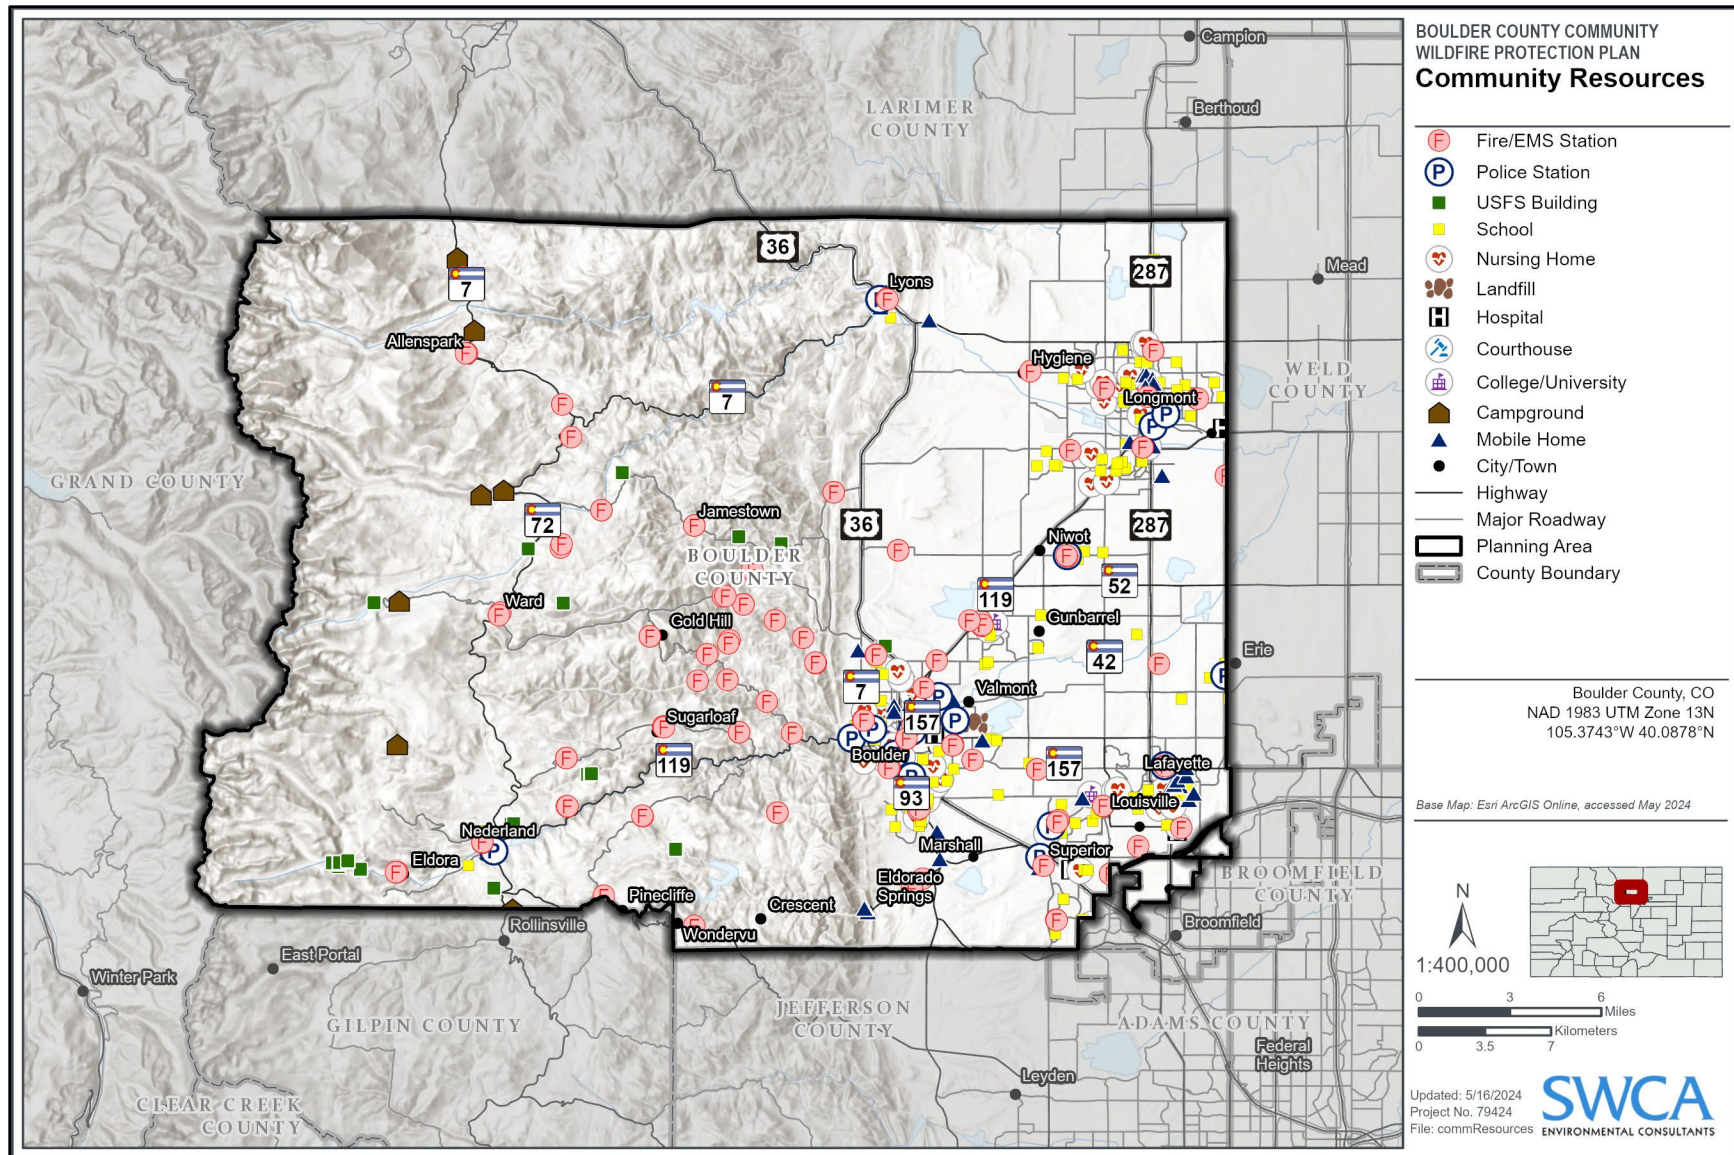 BOULDER COUNTY COMMUNITY
WILDFIRE PROTECTION PLAN
Community Resources
F Fire/EMS Station
P Police Station
USFS Building
School
Nursing Home
Landfill
H Hospital
Courthouse
College/University
Campground
Mobile Home
City/Town
Highway
Major Roadway
Planning Area
County Boundary
Boulder County, CO
NAD 1983 UTM Zone 13N
105.3743°W 40.0878°N
Base Map: Esri ArcGIS Online, accessed May 2024
N
1:400,000
0 3 6
Miles
Kilometers
0 3.5 7
Updated: 5/16/2024
Project No. 79424
File: commResources
SWCA
ENVIRONMENTAL CONSULTANTS
Campion
LARIMER
COUNTY
Berthoud
36
7
287
Mead
Lyons
Allenspark
Hygiene
WELD
COUNTY
7
Longmont
GRAND COUNTY
72
Jamestown
36
287
Niwot
BOULDER
COUNTY
119
52
Ward
Gold Hill
Gunbarrel
42
Erie
7
Valmont
Sugarloaf
157
119
Boulder
157
Lafayette
93
Louisville
Nederland
Eldora
Marshall
Superior
Eldorado
Springs
BROOMFIELD
COUNTY
Pinecliffe
Crescent
Wondervu
Rollinsville
Broomfield
East Portal
Winter Park
GILPIN COUNTY
JEFFERSON
COUNTY
ADAMS COUNTY
Federal
Heights
Leyden
CLEAR CREEK
COUNTY